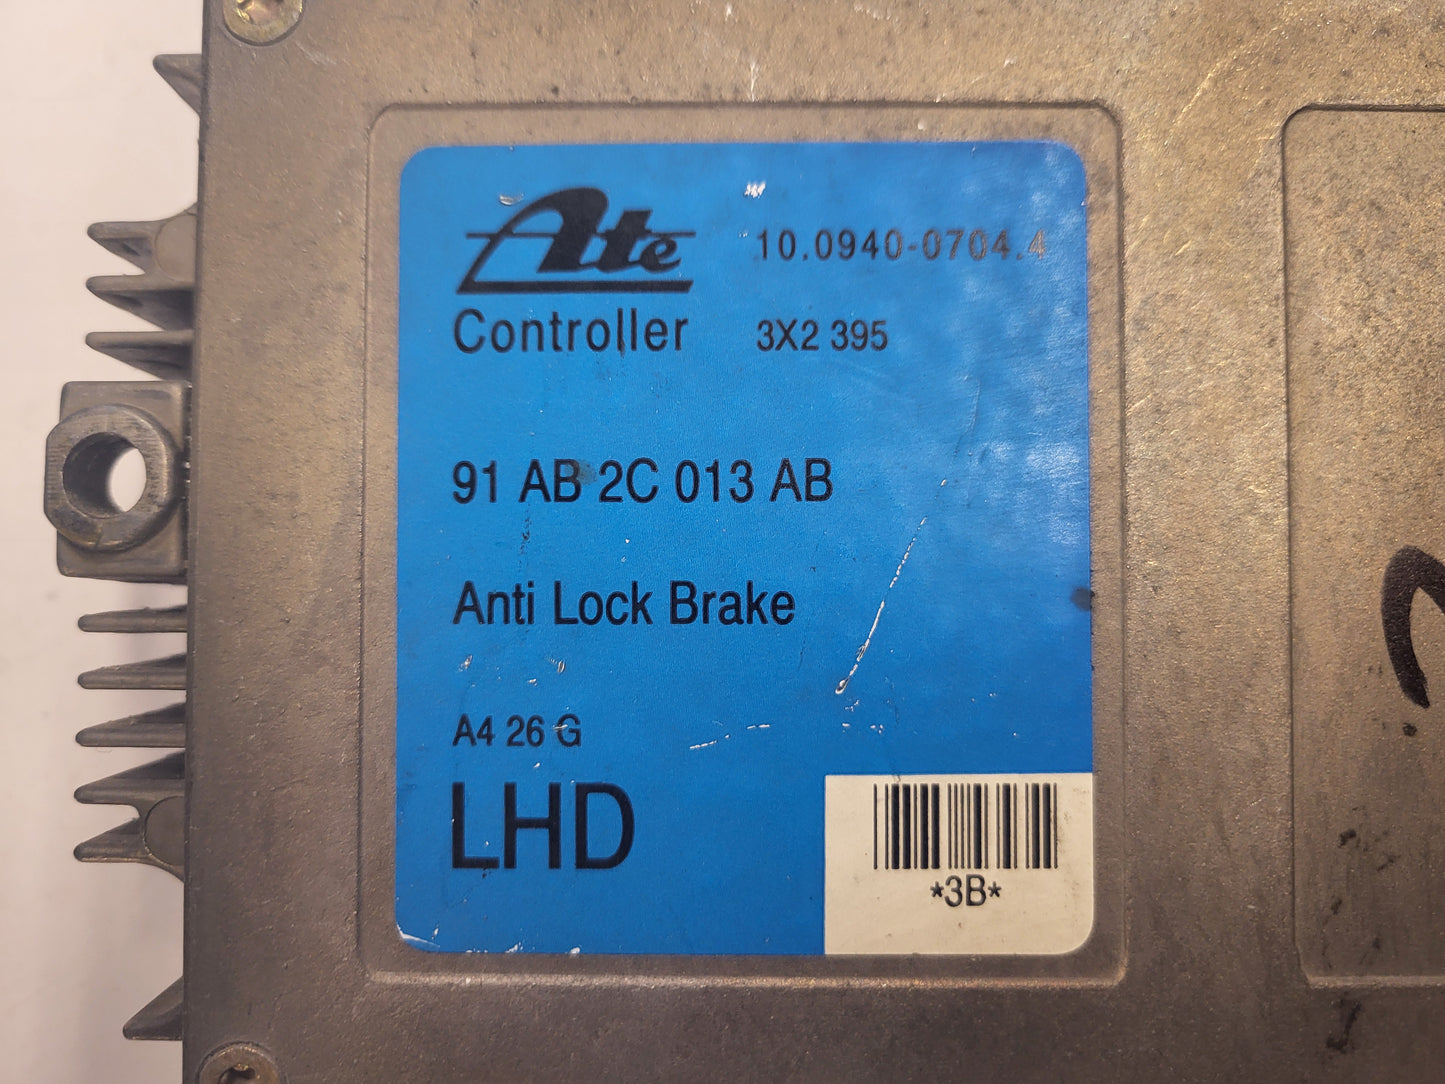 Ate 10.0940-0704.4
Controller 3X2 395
91 AB 2C 013 AB
Anti Lock Brake
A4 26 G
LHD
*3B*